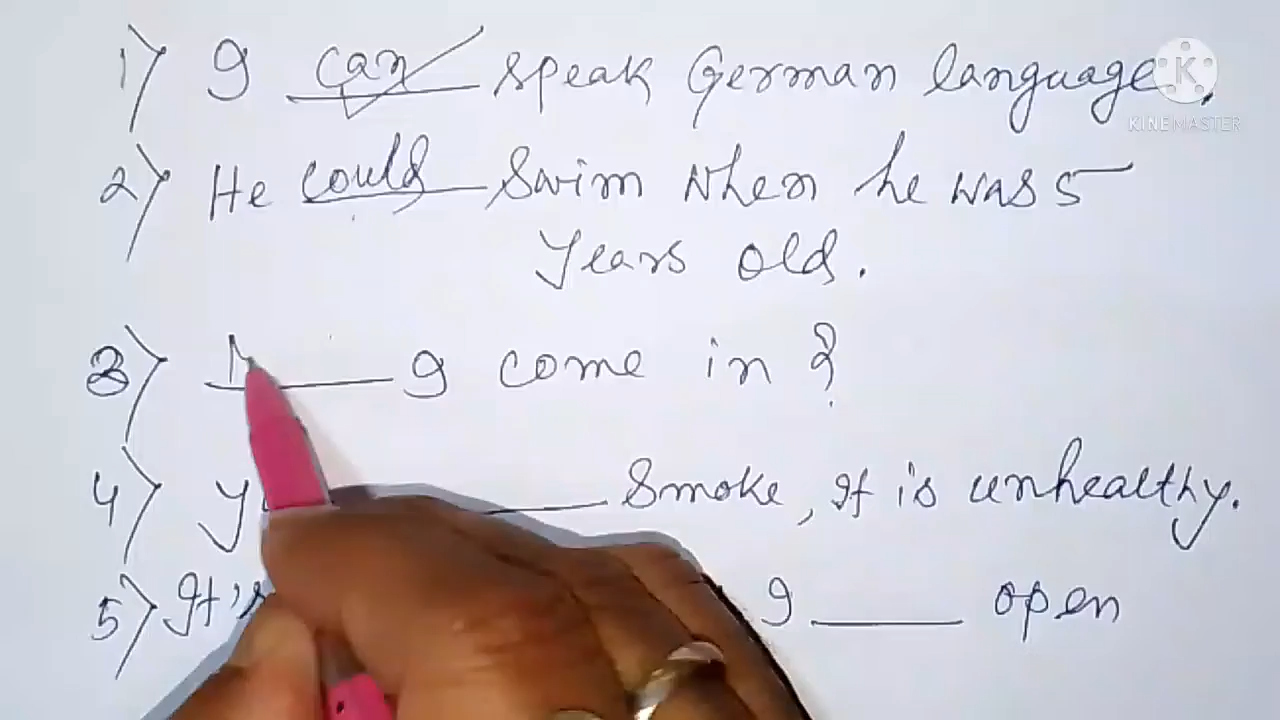 1) I can speak German language.
2) He could swim when he was 5
years old.
3) I come in ?
4) smoke, It is unhealthy.
5) It's I open
KINEMASTER